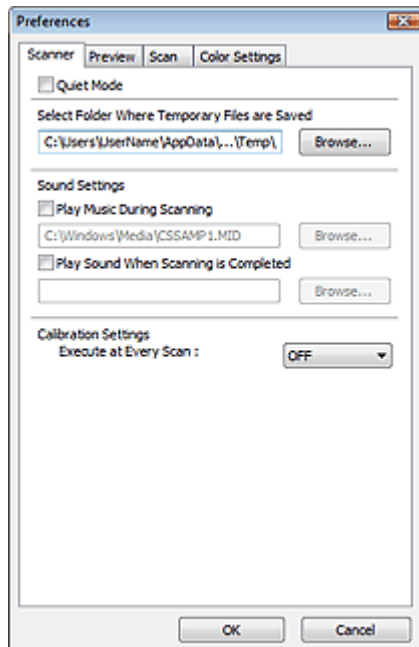 Preferences
Scanner Preview Scan Color Settings
Quiet Mode
Select Folder Where Temporary Files are Saved
C:\Users\UserName\AppData\,...\Temp\, Browse...
Sound Settings
Play Music During Scanning
C:\Windows\Media\CSSAMP1.MID Browse...
Play Sound When Scanning is Completed
Browse...
Calibration Settings
Execute at Every Scan : OFF
OK Cancel